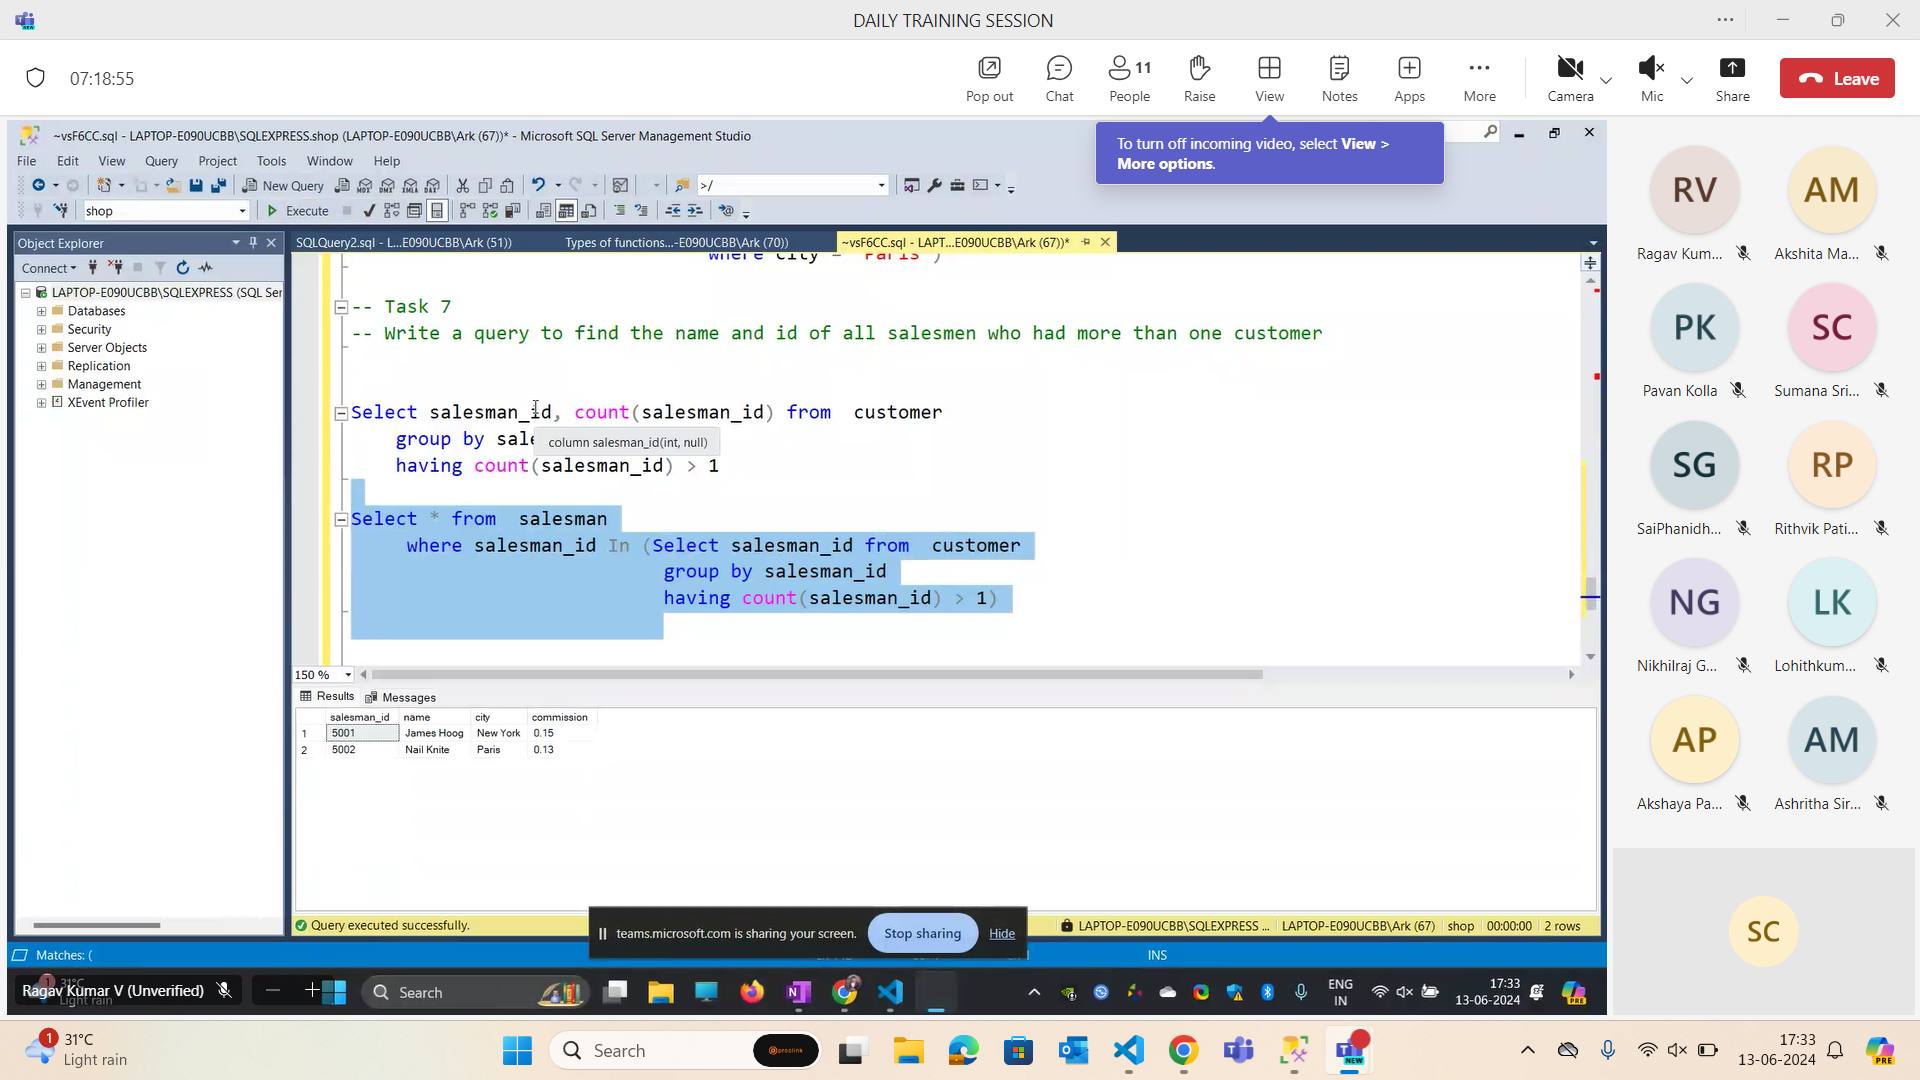 DAILY TRAINING SESSION
07:18:55
Pop out
Chat
11
People
Raise
View
Notes
Apps
More
Camera
Mic
Share
Leave
To turn off incoming video, select View >
More options.
~vsF6CC.sql - LAPTOP-E090UCBB\SQLEXPRESS.shop (LAPTOP-E090UCBB\Ark (67))* - Microsoft SQL Server Management Studio
File Edit View Query Project Tools Window Help
New Query
>/
shop
Execute
Object Explorer
Connect
LAPTOP-E090UCBB\SQLEXPRESS (SQL Ser
Databases
Security
Server Objects
Replication
Management
XEvent Profiler
SQLQuery2.sql - L...E090UCBB\Ark (51))
Types of functions...-E090UCBB\Ark (70))
~vsF6CC.sql - LAPT...E090UCBB\Ark (67))*
where city = 'Paris')
-- Task 7
-- Write a query to find the name and id of all salesmen who had more than one customer
Select salesman_id, count(salesman_id) from customer
group by sale
column salesman_id(int, null)
having count(salesman_id) > 1
Select * from salesman
where salesman_id In (Select salesman_id from customer
group by salesman_id
having count(salesman_id) > 1)
150 %
Results
Messages
salesman_id name city commission
1 5001 James Hoog New York 0.15
2 5002 Nail Knite Paris 0.13
Query executed successfully.
LAPTOP-E090UCBB\SQLEXPRESS ...
LAPTOP-E090UCBB\Ark (67)
shop
00:00:00
2 rows
teams.microsoft.com is sharing your screen.
Stop sharing
Hide
Matches: (
INS
Ragav Kumar V (Unverified)
Search
ENG
IN
17:33
13-06-2024
PRE
RV
Ragav Kum...
AM
Akshita Ma...
PK
Pavan Kolla
SC
Sumana Sri...
SG
SaiPhanidh...
RP
Rithvik Pati...
NG
Nikhilraj G...
LK
Lohithkum...
AP
Akshaya Pa...
AM
Ashritha Sir...
SC
1
31°C
Light rain
Search
NEW
17:33
13-06-2024
PRE